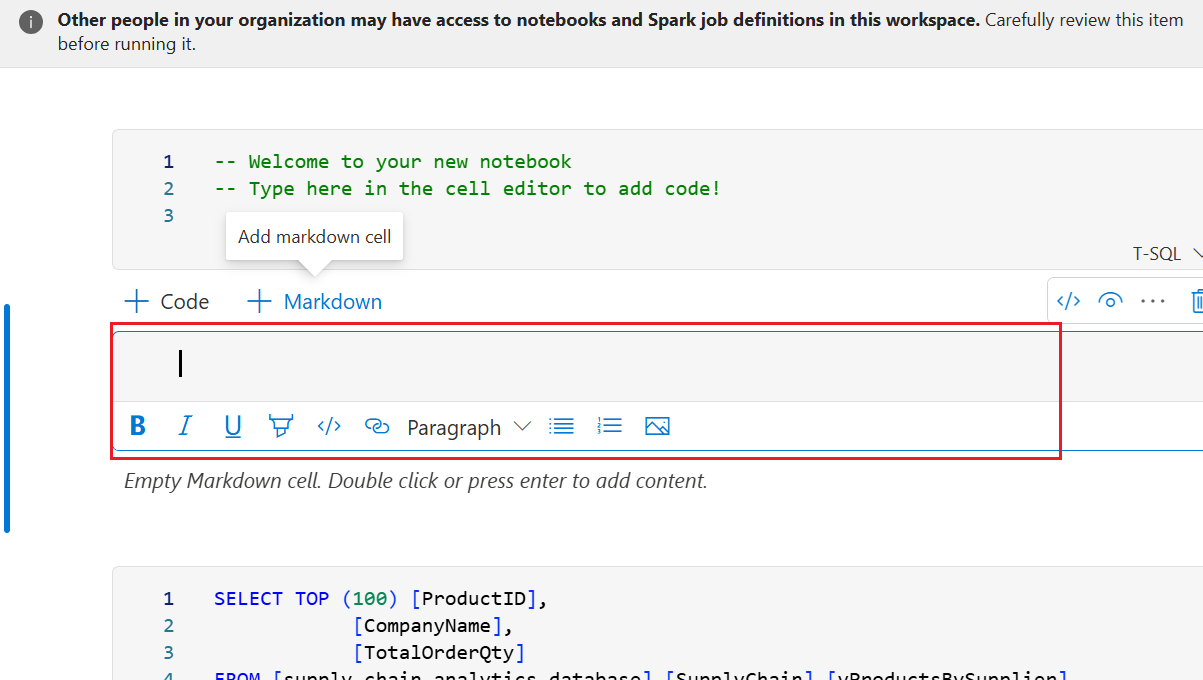 Other people in your organization may have access to notebooks and Spark job definitions in this workspace. Carefully review this item
before running it.
1 -- Welcome to your new notebook
2 -- Type here in the cell editor to add code!
3
Add markdown cell
T-SQL
Code Markdown
</> ...
B I U </> Paragraph
Empty Markdown cell. Double click or press enter to add content.
1 SELECT TOP (100) [ProductID],
2 [CompanyName],
3 [TotalOrderQty]
4 FROM [supply_chain_analytics_database].[SupplyChain].[vProductsBySupplier]